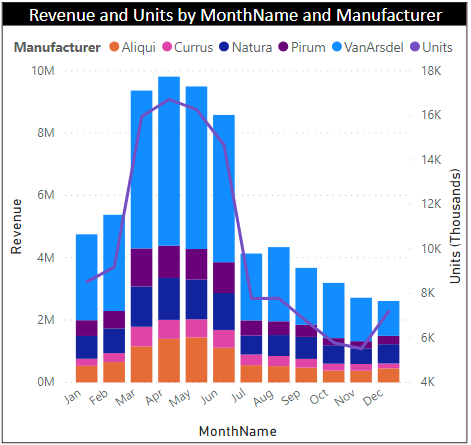 Revenue and Units by MonthName and Manufacturer
Manufacturer Aliqui Currus Natura Pirum VanArsdel Units
10M 18K
16K
8M
14K
6M
12K
10K
4M
8K
2M
6K
0M 4K
Revenue
Units (Thousands)
Jan Feb Mar Apr May Jun Jul Aug Sep Oct Nov Dec
MonthName